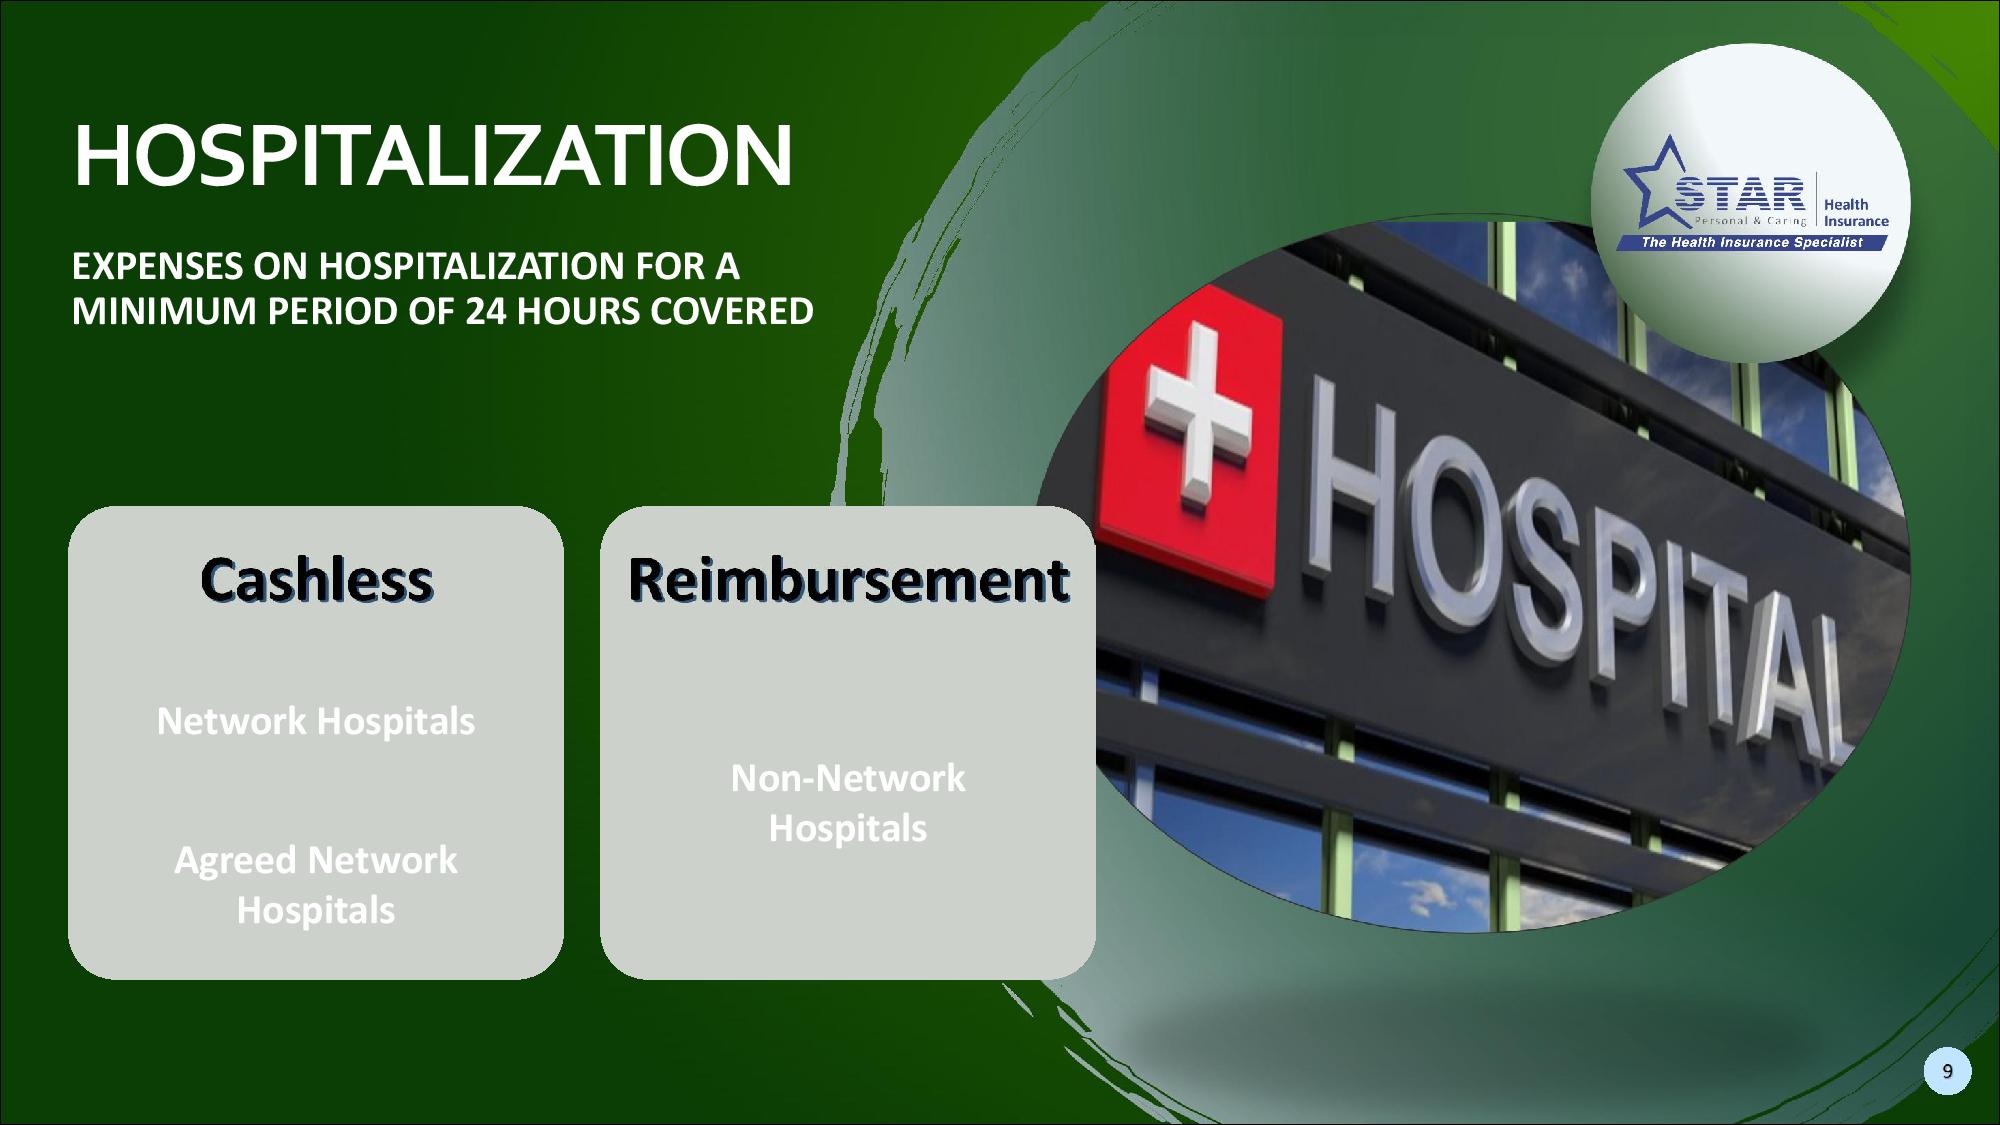 HOSPITALIZATION
EXPENSES ON HOSPITALIZATION FOR A
MINIMUM PERIOD OF 24 HOURS COVERED
STAR
Personal & Caring
Health
Insurance
The Health Insurance Specialist
HOSPITAL
Cashless
Network Hospitals
Agreed Network
Hospitals
Reimbursement
Non-Network
Hospitals
9